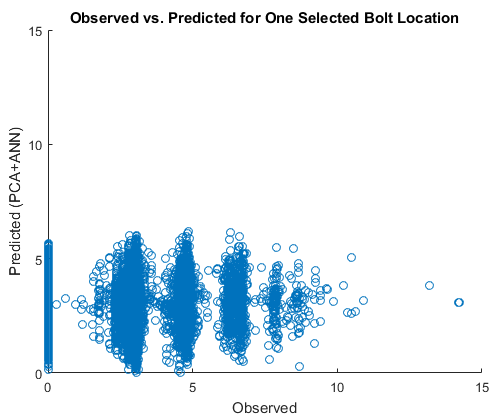 Observed vs. Predicted for One Selected Bolt Location
15
10
5
0
Predicted (PCA+ANN)
0 5 10 15
Observed